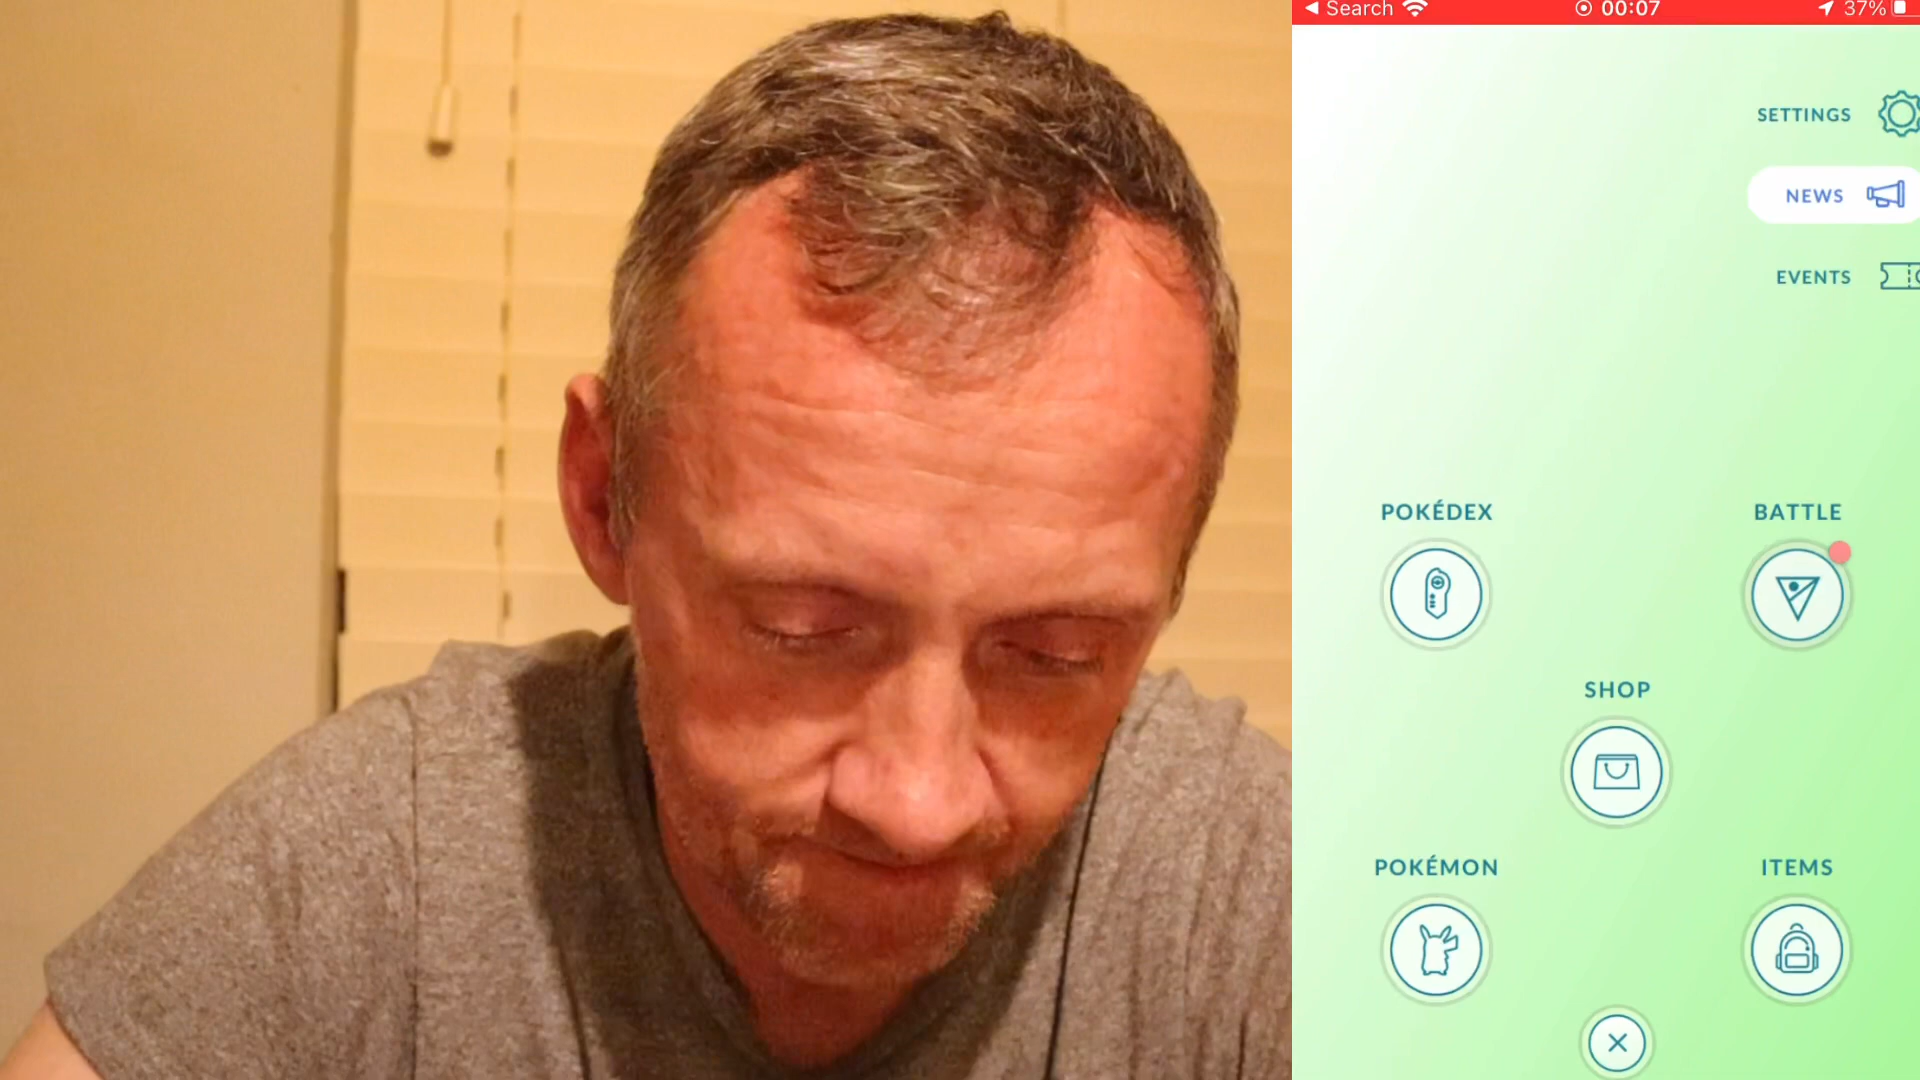 ◀ Search 00:07 37%
SETTINGS
NEWS
EVENTS
POKÉDEX BATTLE
SHOP
POKÉMON ITEMS